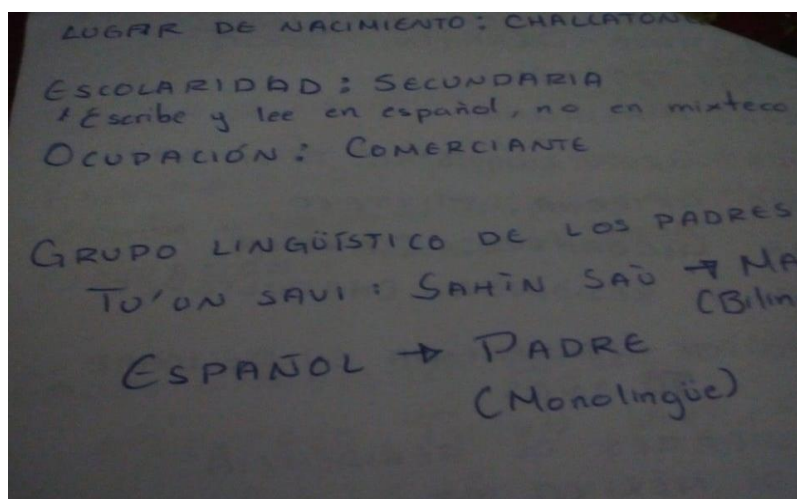 LUGAR DE NACIMIENTO: CHALCATON
ESCOLARIDAD: SECUNDARIA
* Escribe y lee en español, no en mixteco
OCUPACIÓN: COMERCIANTE
GRUPO LINGÜÍSTICO DE LOS PADRES
TU'UN SAVI: SAHÌN SAÙ → MA
(Bilin
ESPAÑOL → PADRE
(Monolingüe)